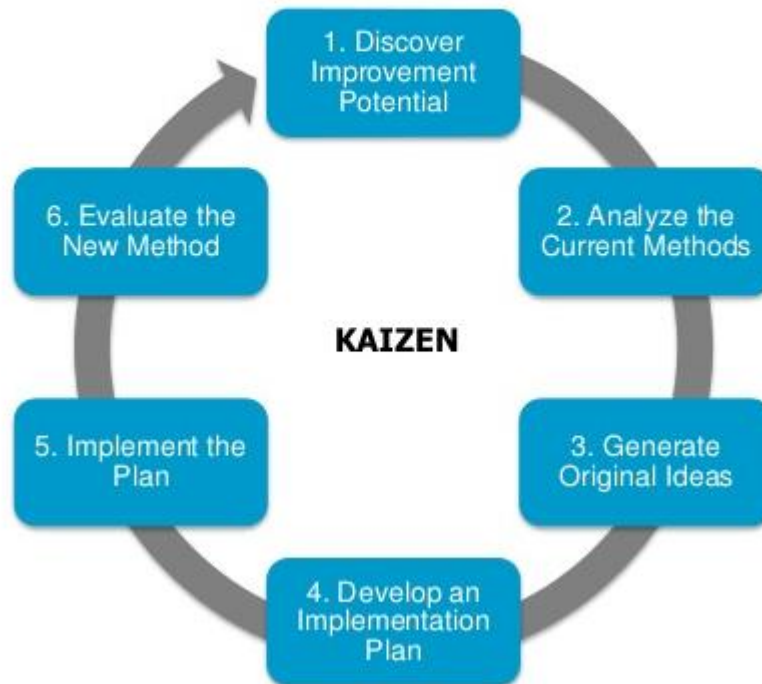 1. Discover
Improvement
Potential
2. Analyze the
Current Methods
3. Generate
Original Ideas
4. Develop an
Implementation
Plan
5. Implement the
Plan
6. Evaluate the
New Method
KAIZEN